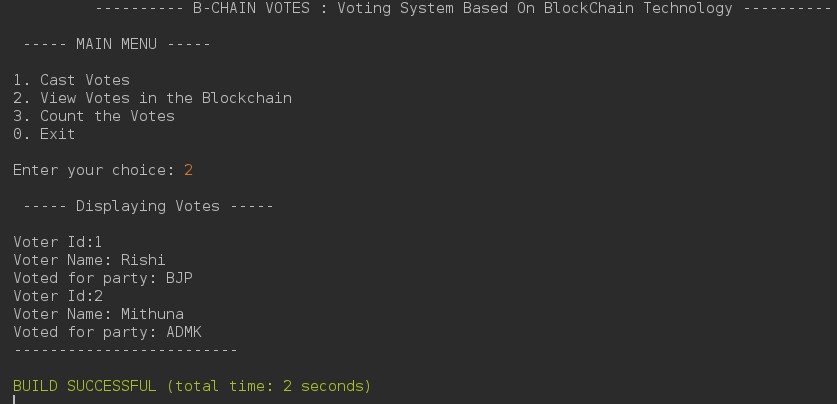 ---------- B-CHAIN VOTES : Voting System Based On BlockChain Technology ----------
----- MAIN MENU -----
1. Cast Votes
2. View Votes in the Blockchain
3. Count the Votes
0. Exit
Enter your choice: 2
----- Displaying Votes -----
Voter Id:1
Voter Name: Rishi
Voted for party: BJP
Voter Id:2
Voter Name: Mithuna
Voted for party: ADMK
-------------------------
BUILD SUCCESSFUL (total time: 2 seconds)